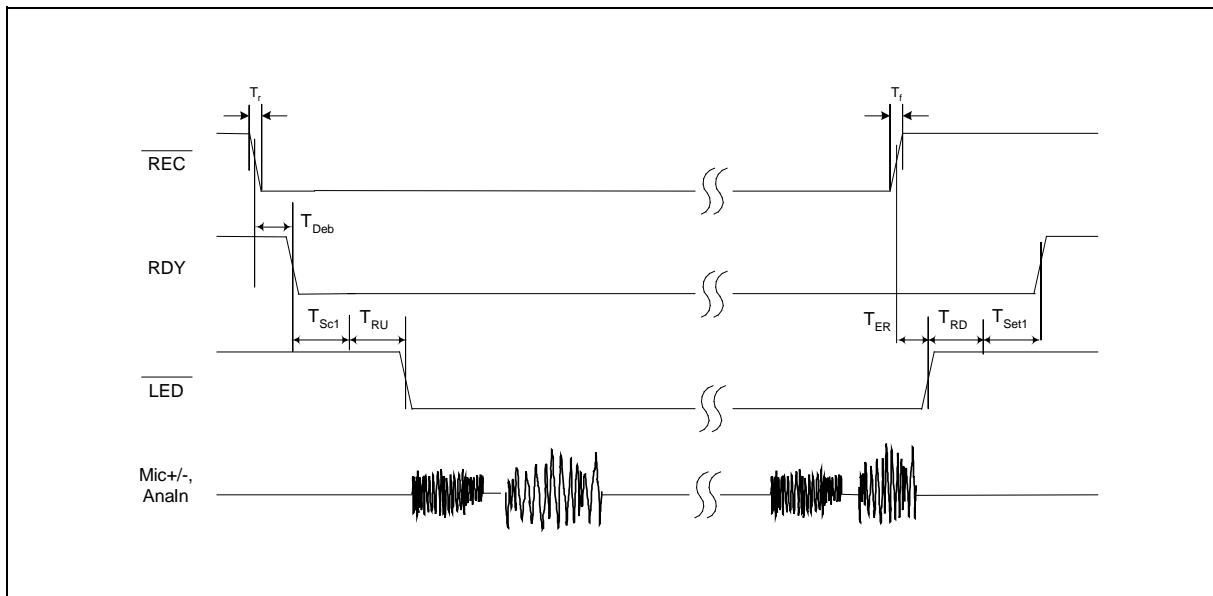 Tr
Tf
REC
TDeb
RDY
TSc1 TRU
TER TRD TSet1
LED
Mic+/-,
AnaIn